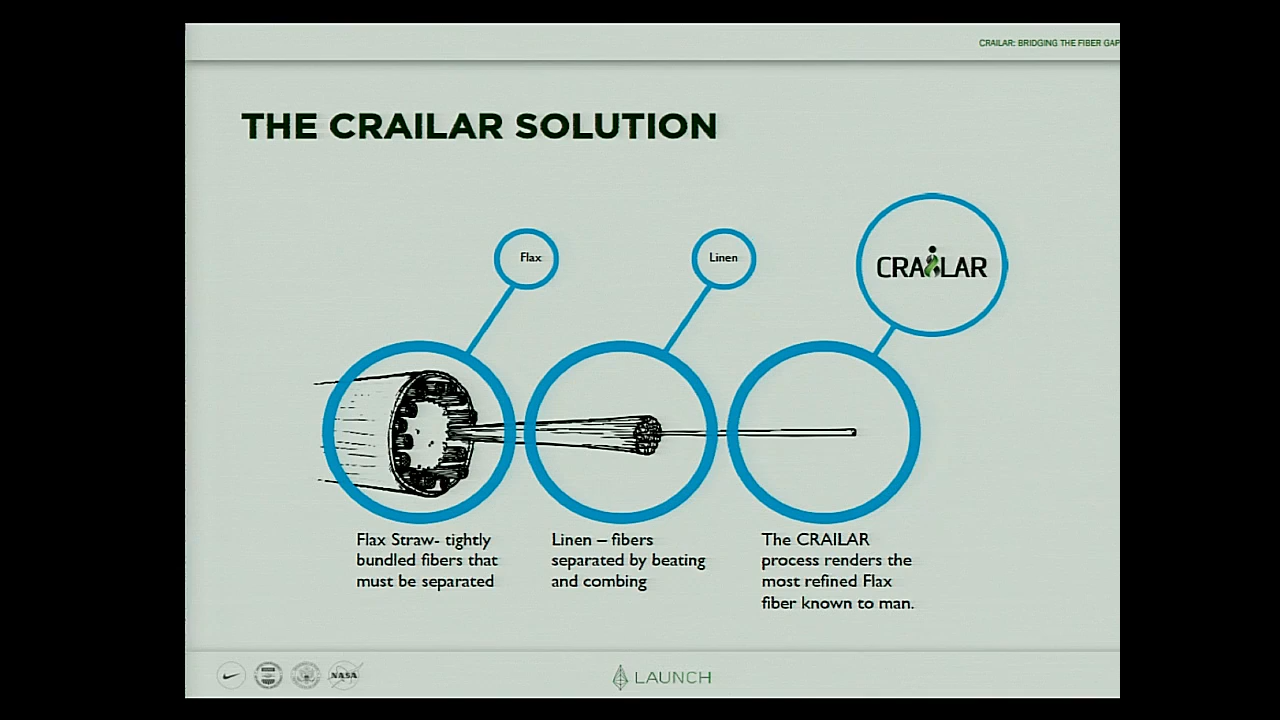 CRAILAR: BRIDGING THE FIBER GAP
THE CRAILAR SOLUTION
Flax
Linen
CRAiLAR
Flax Straw- tightly
bundled fibers that
must be separated
Linen – fibers
separated by beating
and combing
The CRAILAR
process renders the
most refined Flax
fiber known to man.
NASA
LAUNCH